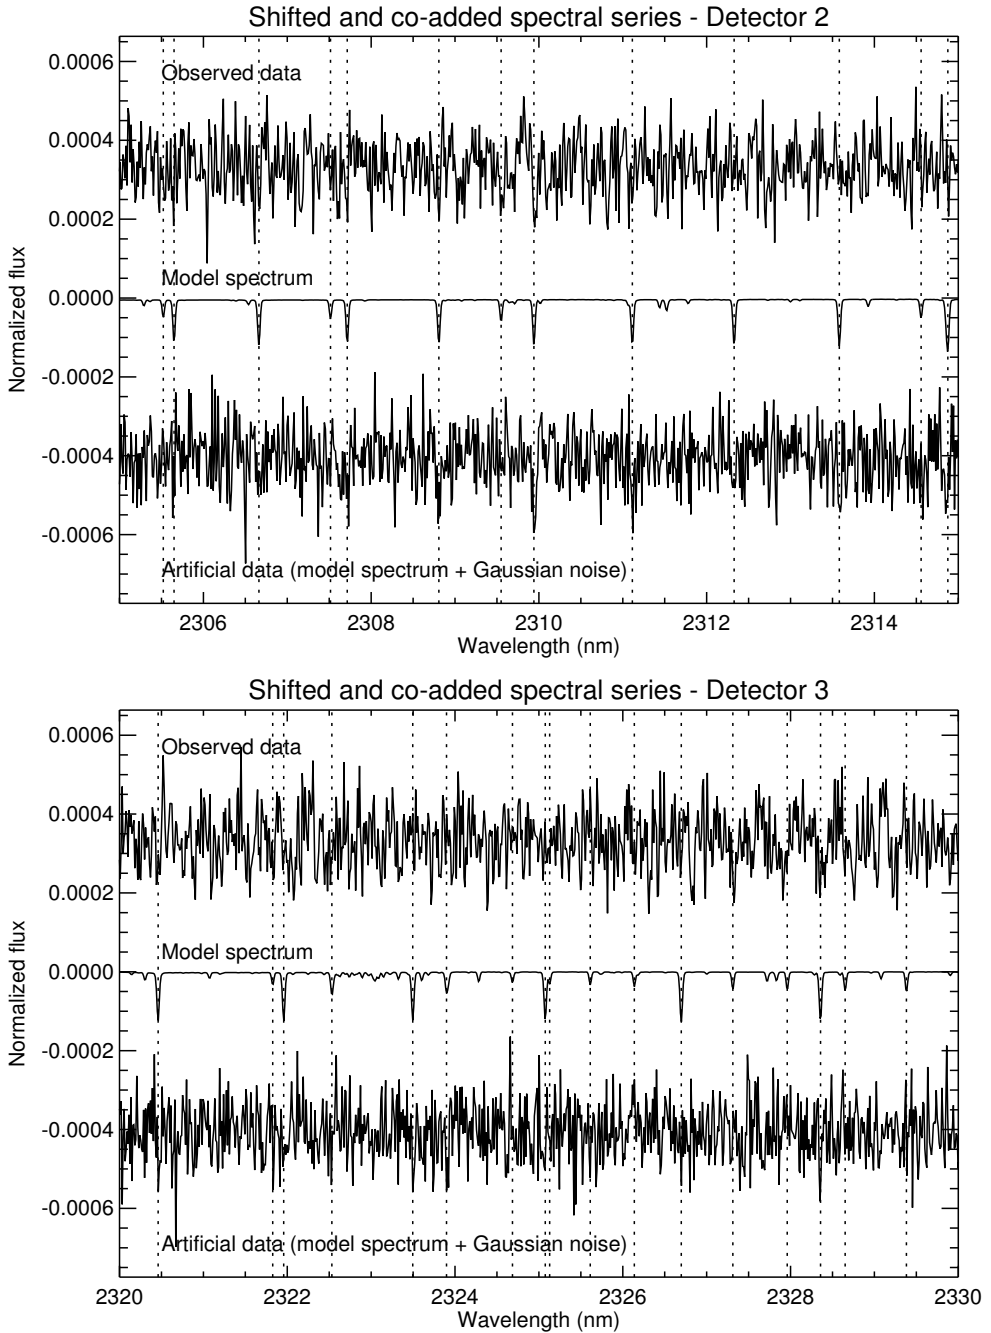 Shifted and co-added spectral series - Detector 2
0.0006
Observed data
0.0004
0.0002
Model spectrum
0.0000
Normalized flux
-0.0002
-0.0004
-0.0006
Artificial data (model spectrum + Gaussian noise)
2306 2308 2310 2312 2314
Wavelength (nm)
Shifted and co-added spectral series - Detector 3
0.0006
Observed data
0.0004
0.0002
Model spectrum
0.0000
Normalized flux
-0.0002
-0.0004
-0.0006
Artificial data (model spectrum + Gaussian noise)
2320 2322 2324 2326 2328 2330
Wavelength (nm)